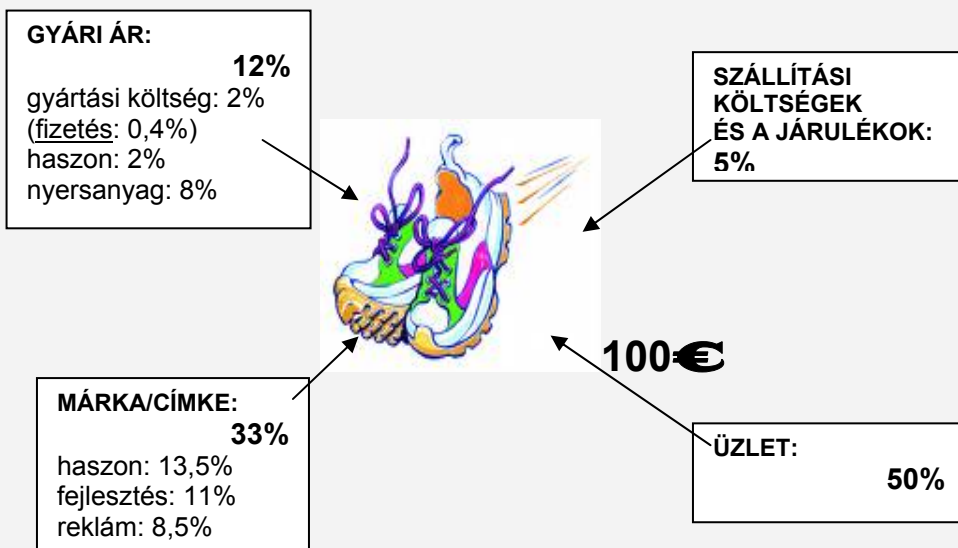 GYÁRI ÁR:
12%
gyártási költség: 2%
(fizetés: 0,4%)
haszon: 2%
nyersanyag: 8%
SZÁLLÍTÁSI
KÖLTSÉGEK
ÉS A JÁRULÉKOK:
5%
100€
MÁRKA/CÍMKE:
33%
haszon: 13,5%
fejlesztés: 11%
reklám: 8,5%
ÜZLET:
50%